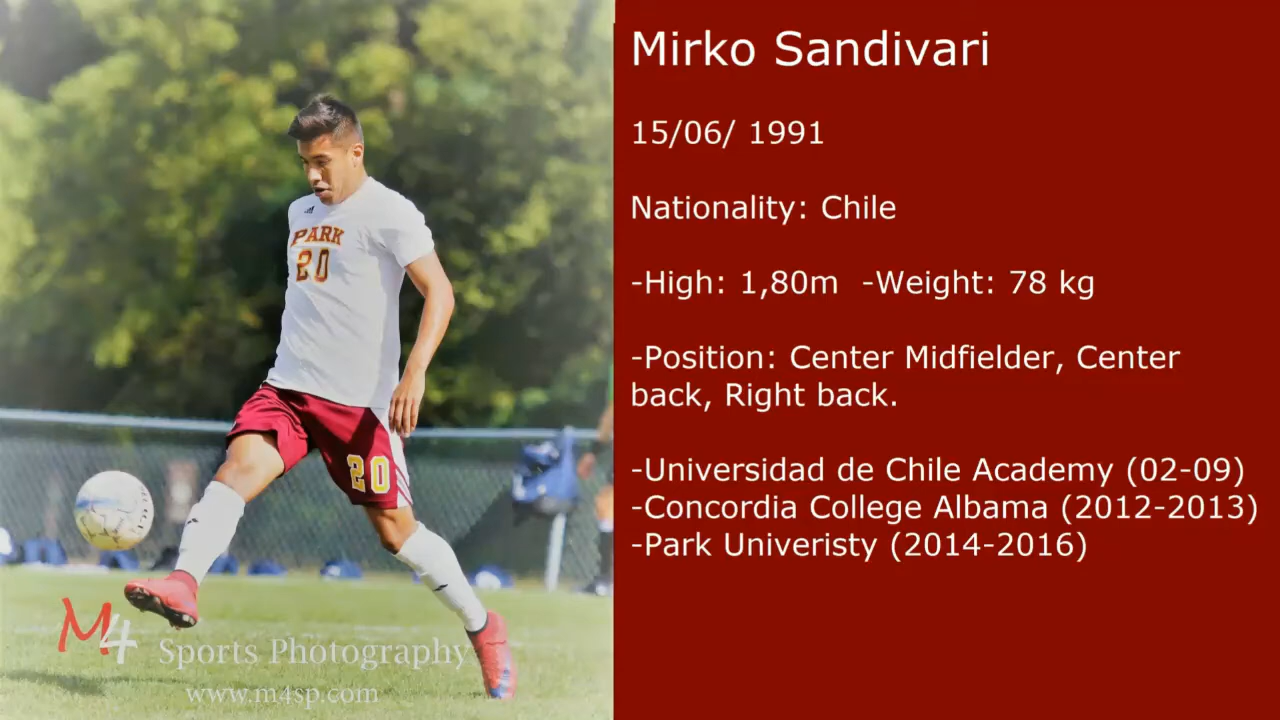 Mirko Sandivari
15/06/ 1991
Nationality: Chile
-High: 1,80m -Weight: 78 kg
-Position: Center Midfielder, Center
back, Right back.
-Universidad de Chile Academy (02-09)
-Concordia College Albama (2012-2013)
-Park Univeristy (2014-2016)
PARK
20
20
M4 Sports Photography
www.m4sp.com